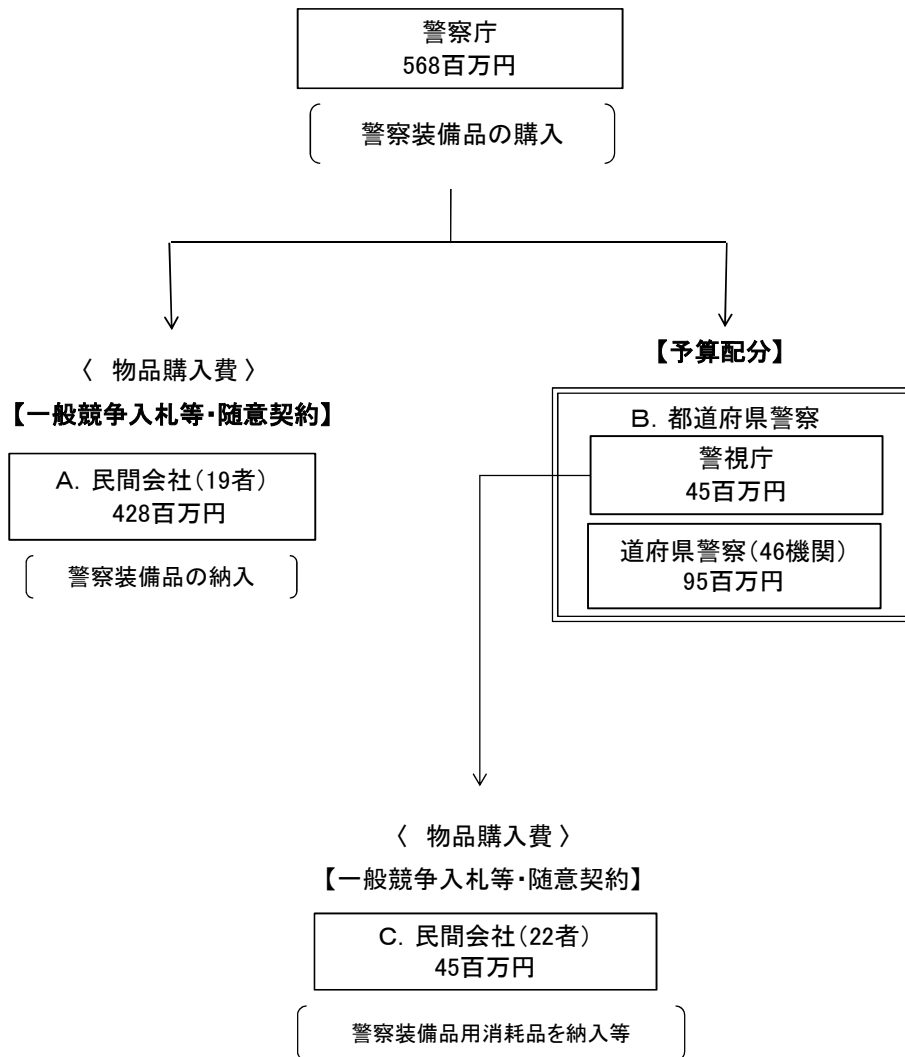 警察庁
568百万円
警察装備品の購入
〈 物品購入費 〉
【一般競争入札等・随意契約】
A. 民間会社(19者)
428百万円
警察装備品の納入
【予算配分】
B. 都道府県警察
警視庁
45百万円
道府県警察(46機関)
95百万円
〈 物品購入費 〉
【一般競争入札等・随意契約】
C. 民間会社(22者)
45百万円
警察装備品用消耗品を納入等